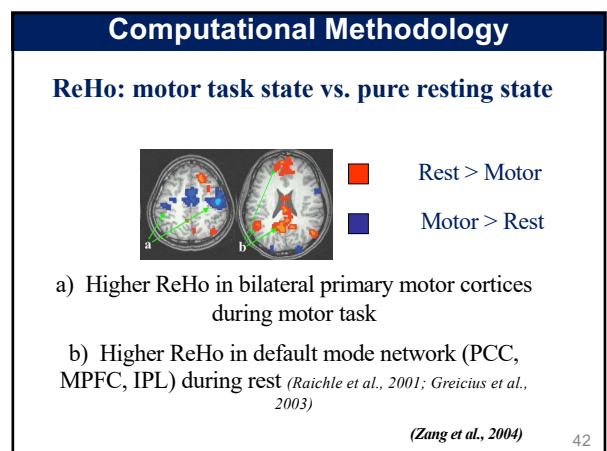 Computational Methodology
ReHo: motor task state vs. pure resting state
Rest > Motor
Motor > Rest
a
b
a) Higher ReHo in bilateral primary motor cortices
during motor task
b) Higher ReHo in default mode network (PCC,
MPFC, IPL) during rest (Raichle et al., 2001; Greicius et al.,
2003)
(Zang et al., 2004)
42